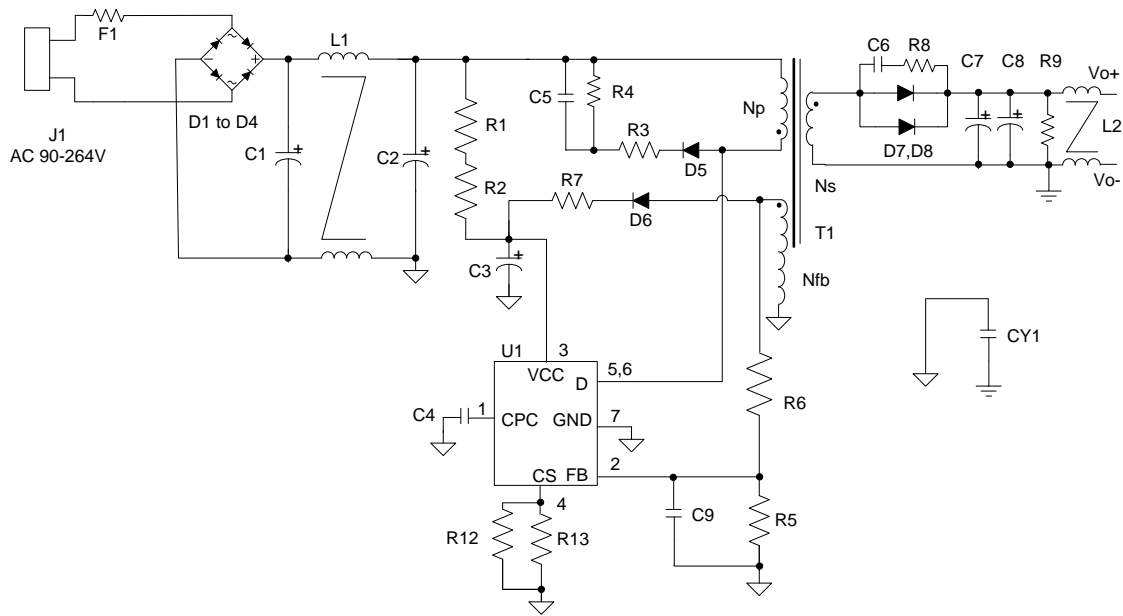 F1
L1
C6
R8
C7
C8
R9
Vo+
C5
R4
Np
J1
AC 90-264V
D1 to D4
C1
C2
R1
R3
D5
L2
D7,D8
R2
R7
D6
Ns
Vo-
T1
C3
Nfb
CY1
U1
3
VCC
D
5,6
C4
1
CPC
GND
7
R6
CS
FB
2
4
C9
R5
R12
R13